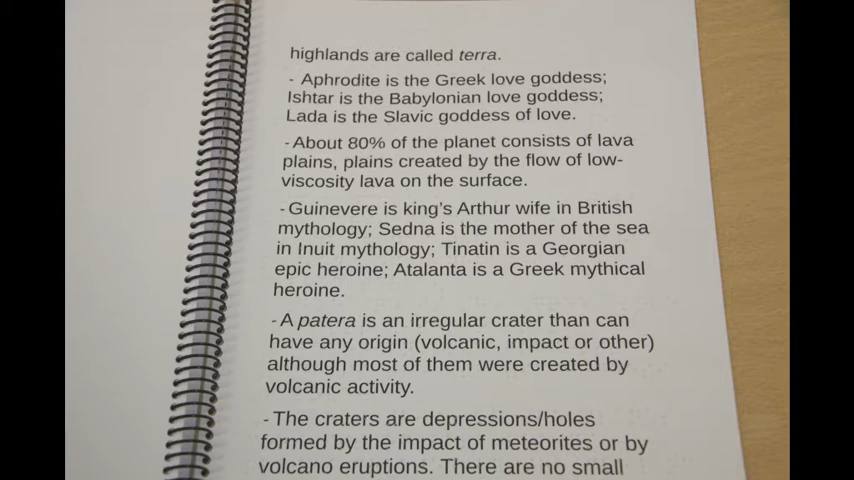 highlands are called terra.
- Aphrodite is the Greek love goddess;
Ishtar is the Babylonian love goddess;
Lada is the Slavic goddess of love.
- About 80% of the planet consists of lava
plains, plains created by the flow of low-
viscosity lava on the surface.
- Guinevere is king's Arthur wife in British
mythology; Sedna is the mother of the sea
in Inuit mythology; Tinatin is a Georgian
epic heroine; Atalanta is a Greek mythical
heroine.
- A patera is an irregular crater than can
have any origin (volcanic, impact or other)
although most of them were created by
volcanic activity.
- The craters are depressions/holes
formed by the impact of meteorites or by
volcano eruptions. There are no small